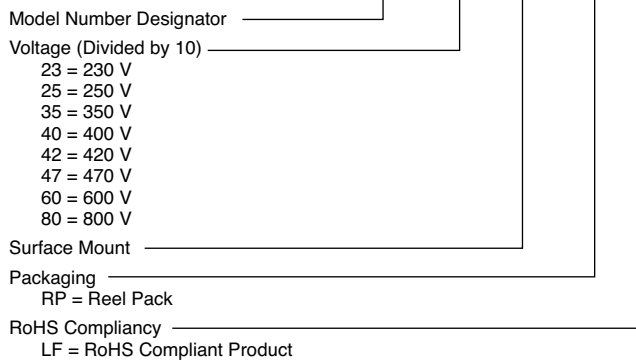 Model Number Designator
Voltage (Divided by 10)
23 = 230 V
25 = 250 V
35 = 350 V
40 = 400 V
42 = 420 V
47 = 470 V
60 = 600 V
80 = 800 V
Surface Mount
Packaging
RP = Reel Pack
RoHS Compliancy
LF = RoHS Compliant Product